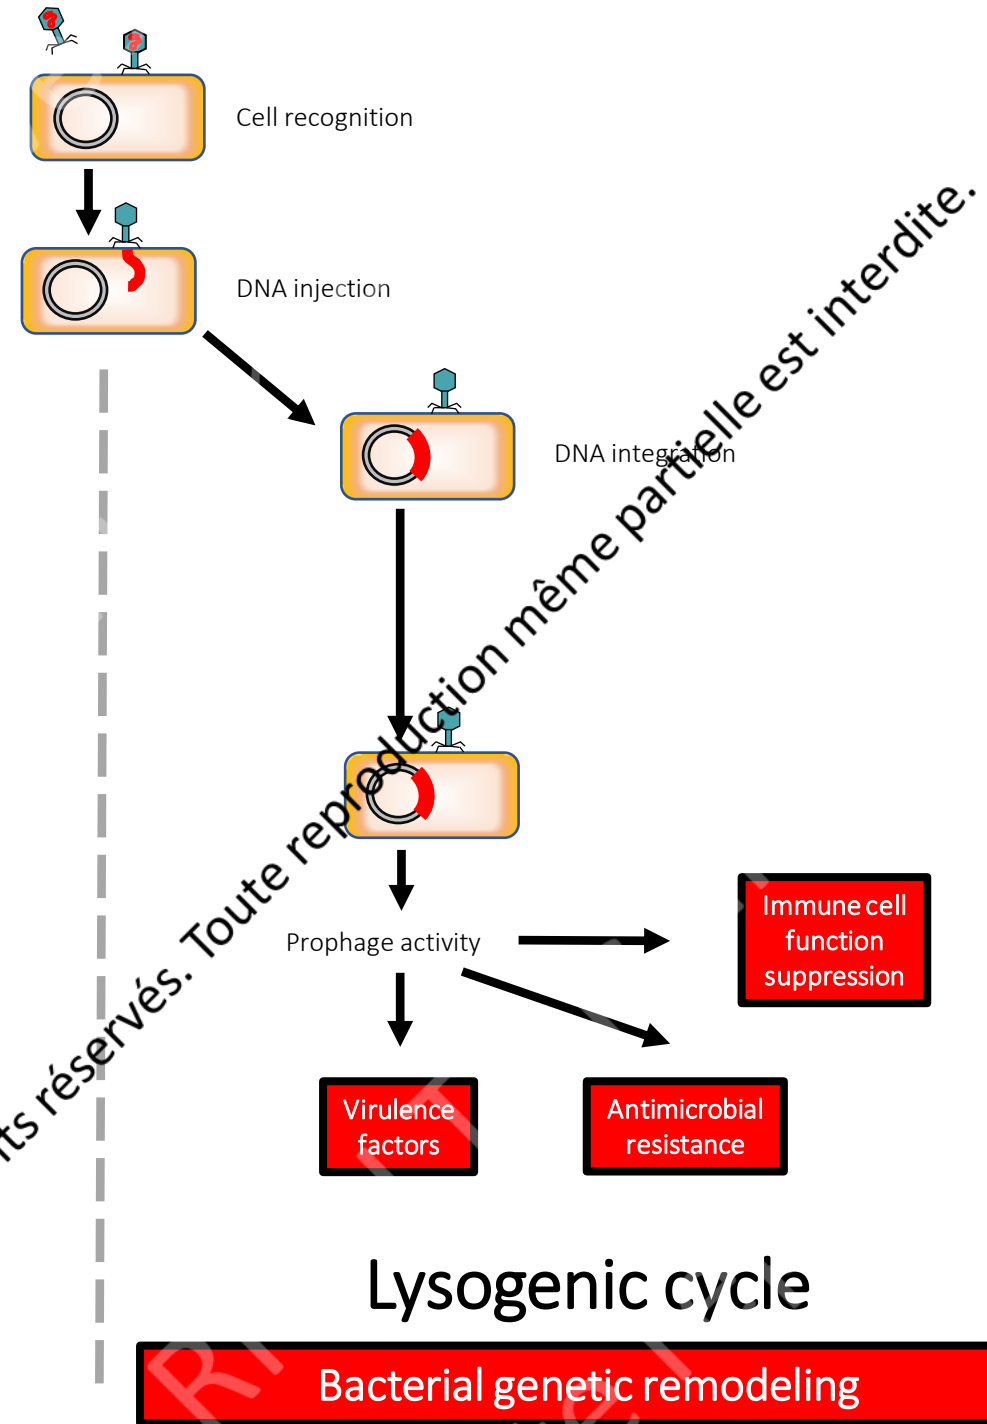 Cell recognition
DNA injection
DNA integration
Prophage activity
Immune cell
function
suppression
Virulence
factors
Antimicrobial
resistance
Lysogenic cycle
Bacterial genetic remodeling
réservés. Toute reproduction même partielle est interdite.